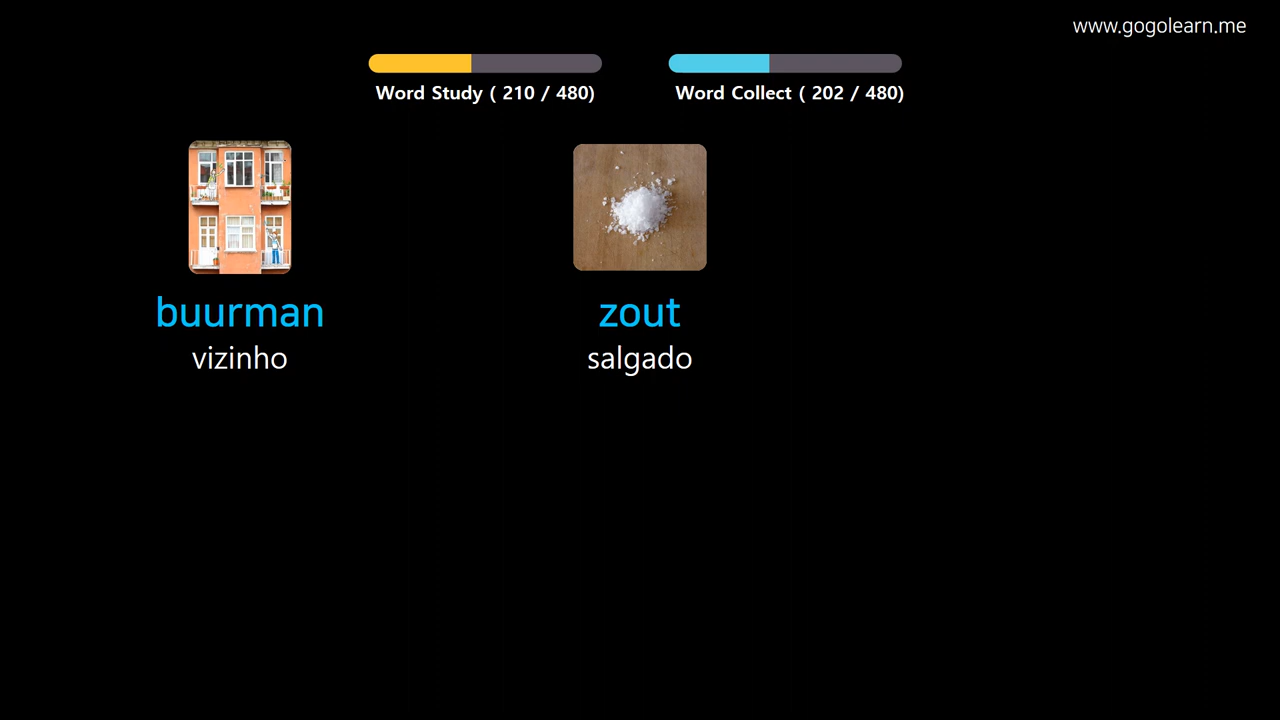 www.gogolearn.me
Word Study ( 210 / 480)
Word Collect ( 202 / 480)
buurman
vizinho
zout
salgado